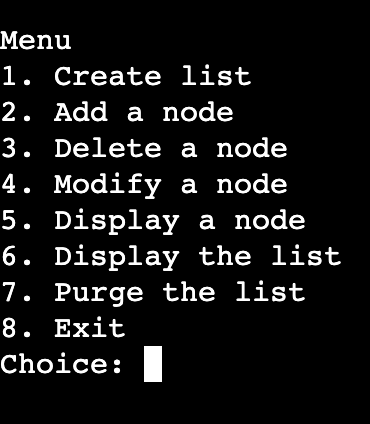 Menu
1. Create list
2. Add a node
3. Delete a node
4. Modify a node
5. Display a node
6. Display the list
7. Purge the list
8. Exit
Choice: